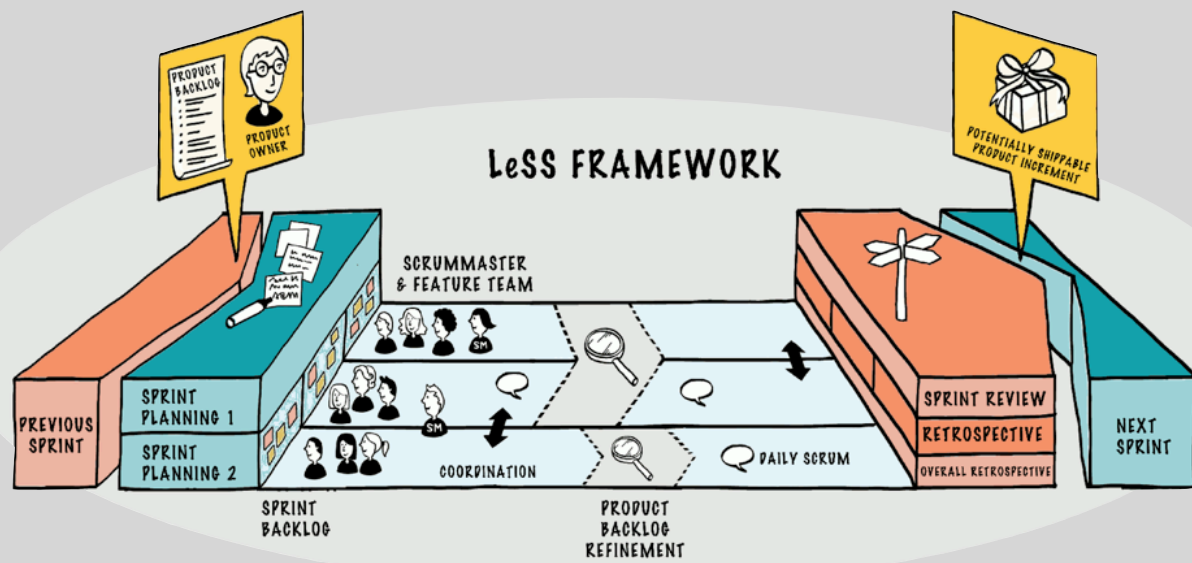 PRODUCT
BACKLOG
PRODUCT
OWNER
POTENTIALLY SHIPPABLE
PRODUCT INCREMENT
LeSS FRAMEWORK
SCRUMMASTER
& FEATURE TEAM
SM
SM
PREVIOUS
SPRINT
SPRINT
PLANNING 1
SPRINT
PLANNING 2
COORDINATION
DAILY SCRUM
SPRINT REVIEW
RETROSPECTIVE
OVERALL RETROSPECTIVE
NEXT
SPRINT
SPRINT
BACKLOG
PRODUCT
BACKLOG
REFINEMENT